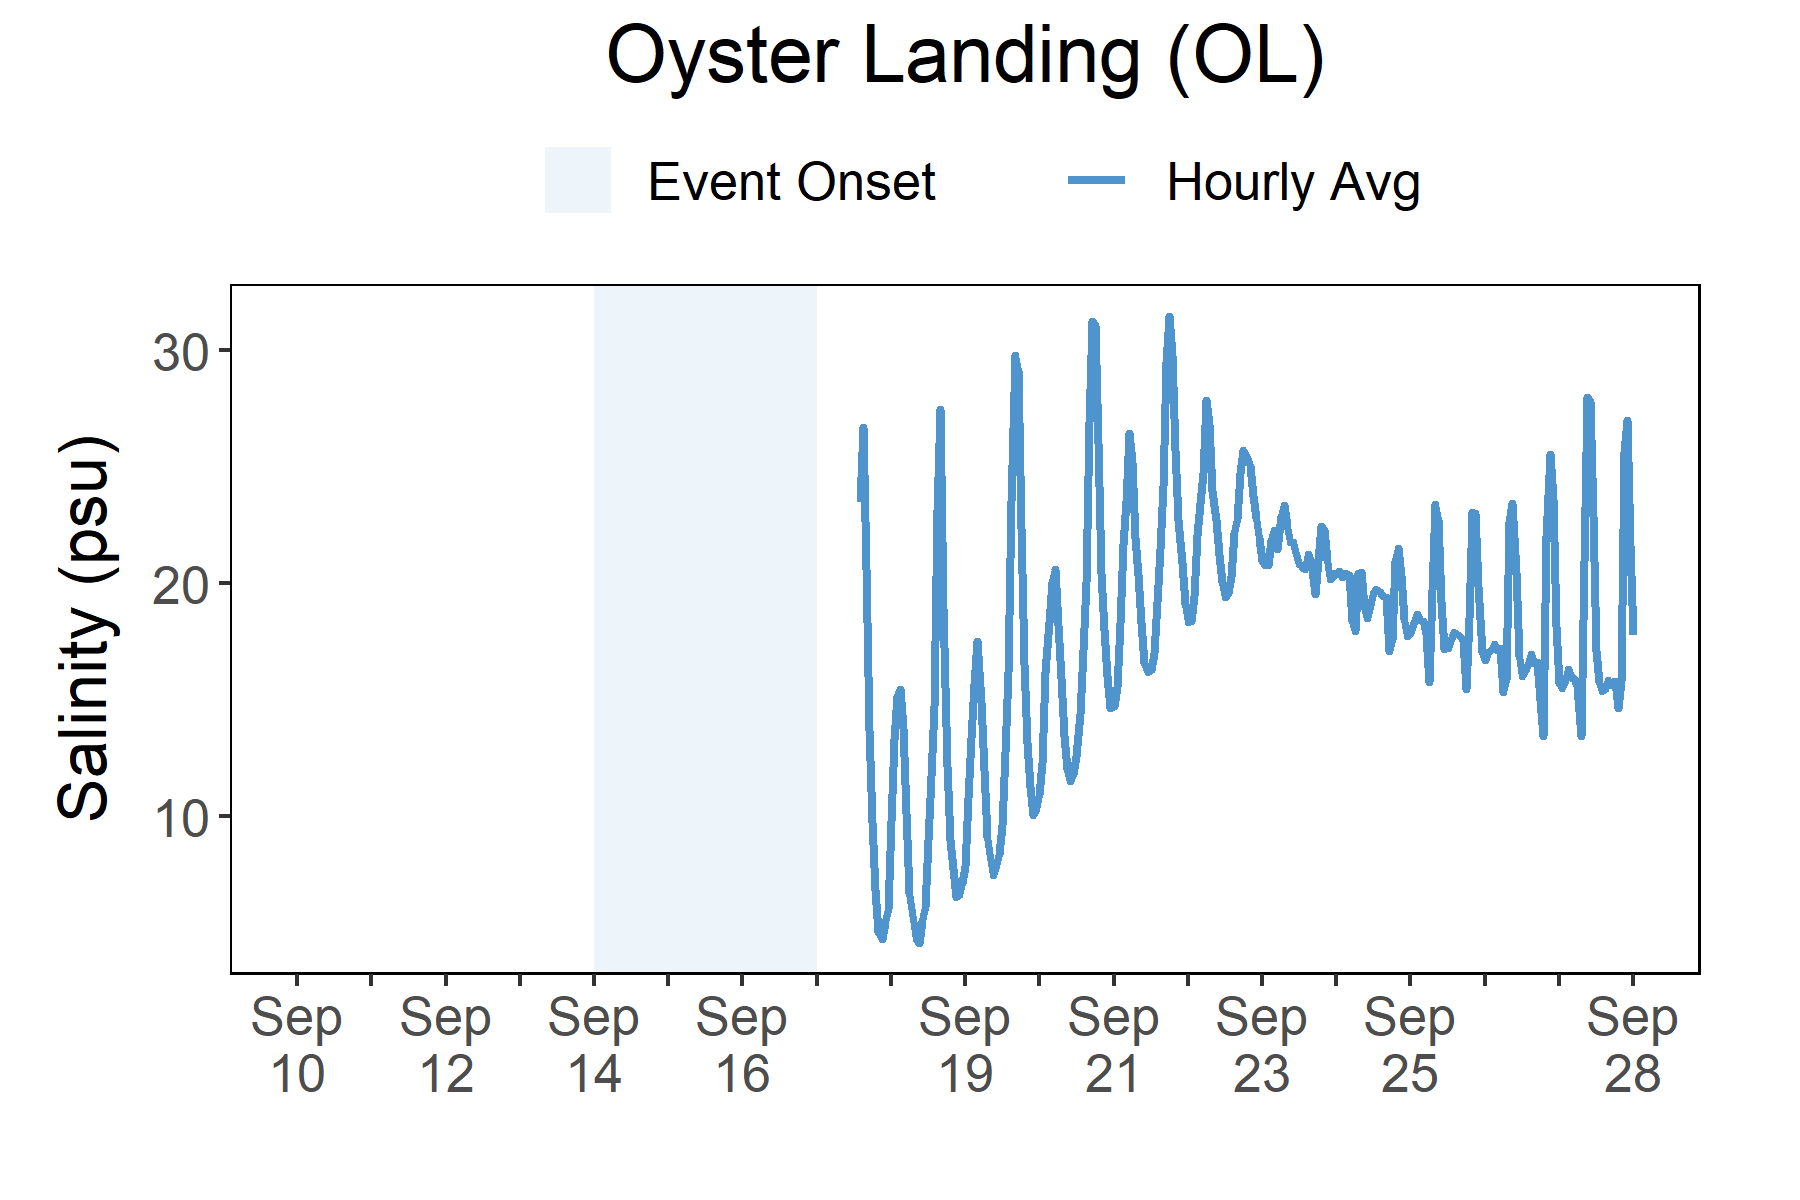 Oyster Landing (OL)
Event Onset Hourly Avg
Salinity (psu)
30
20
10
Sep Sep Sep Sep Sep Sep Sep Sep Sep
10 12 14 16 19 21 23 25 28